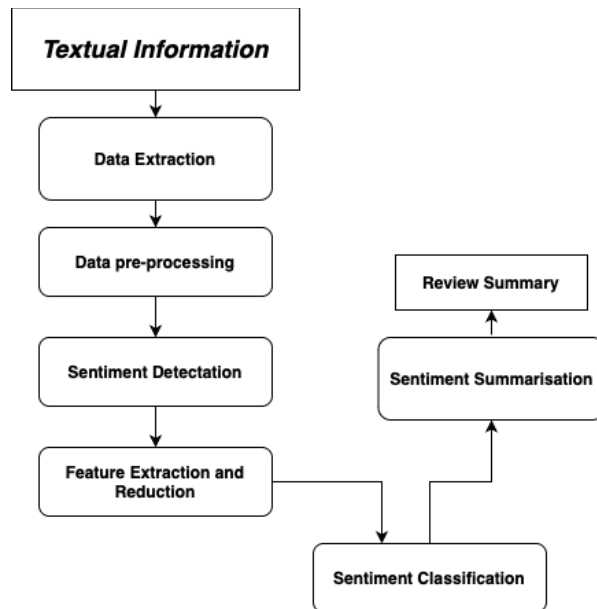 Textual Information
Data Extraction
Data pre-processing
Sentiment Detectation
Feature Extraction and
Reduction
Sentiment Classification
Sentiment Summarisation
Review Summary